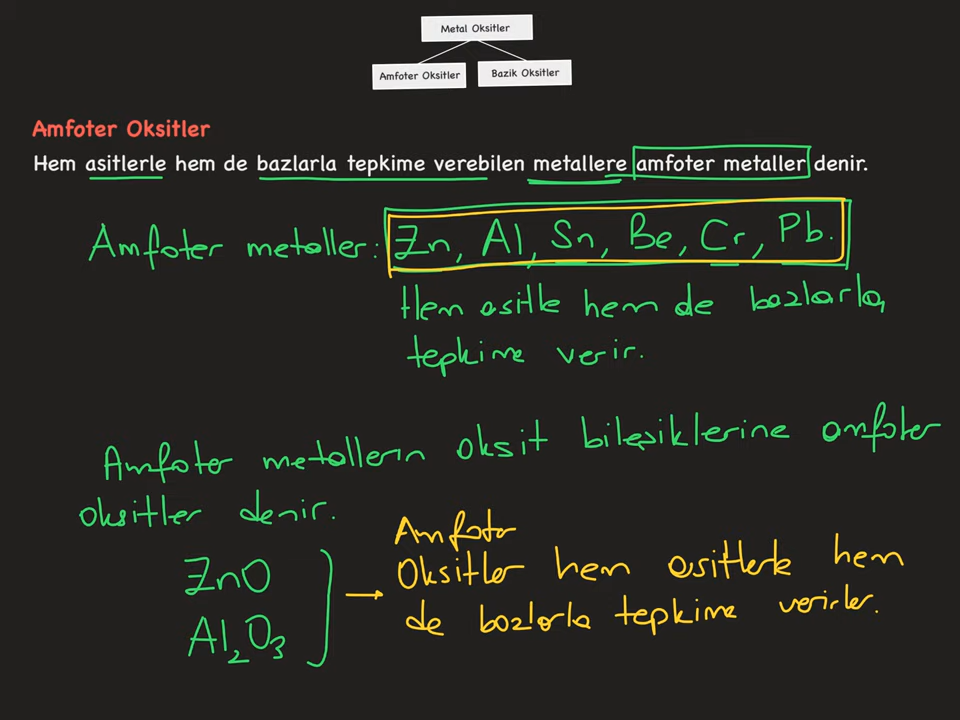 Metal Oksitler
Amfoter Oksitler
Bazik Oksitler
Amfoter Oksitler
Hem asitlerle hem de bazlarla tepkime verebilen metallere amfoter metaller denir.
Amfoter metaller: Zn, Al, Sn, Be, Cr, Pb.
Hem asitle hem de bazlarla,
tepkime verir.
Amfoter metallerin oksit bileşiklerine amfoter
oksitler denir.
ZnO
Al₂O₃
Amfoter
Oksitler hem asitlerle hem
de bazlarla tepkime verirler.